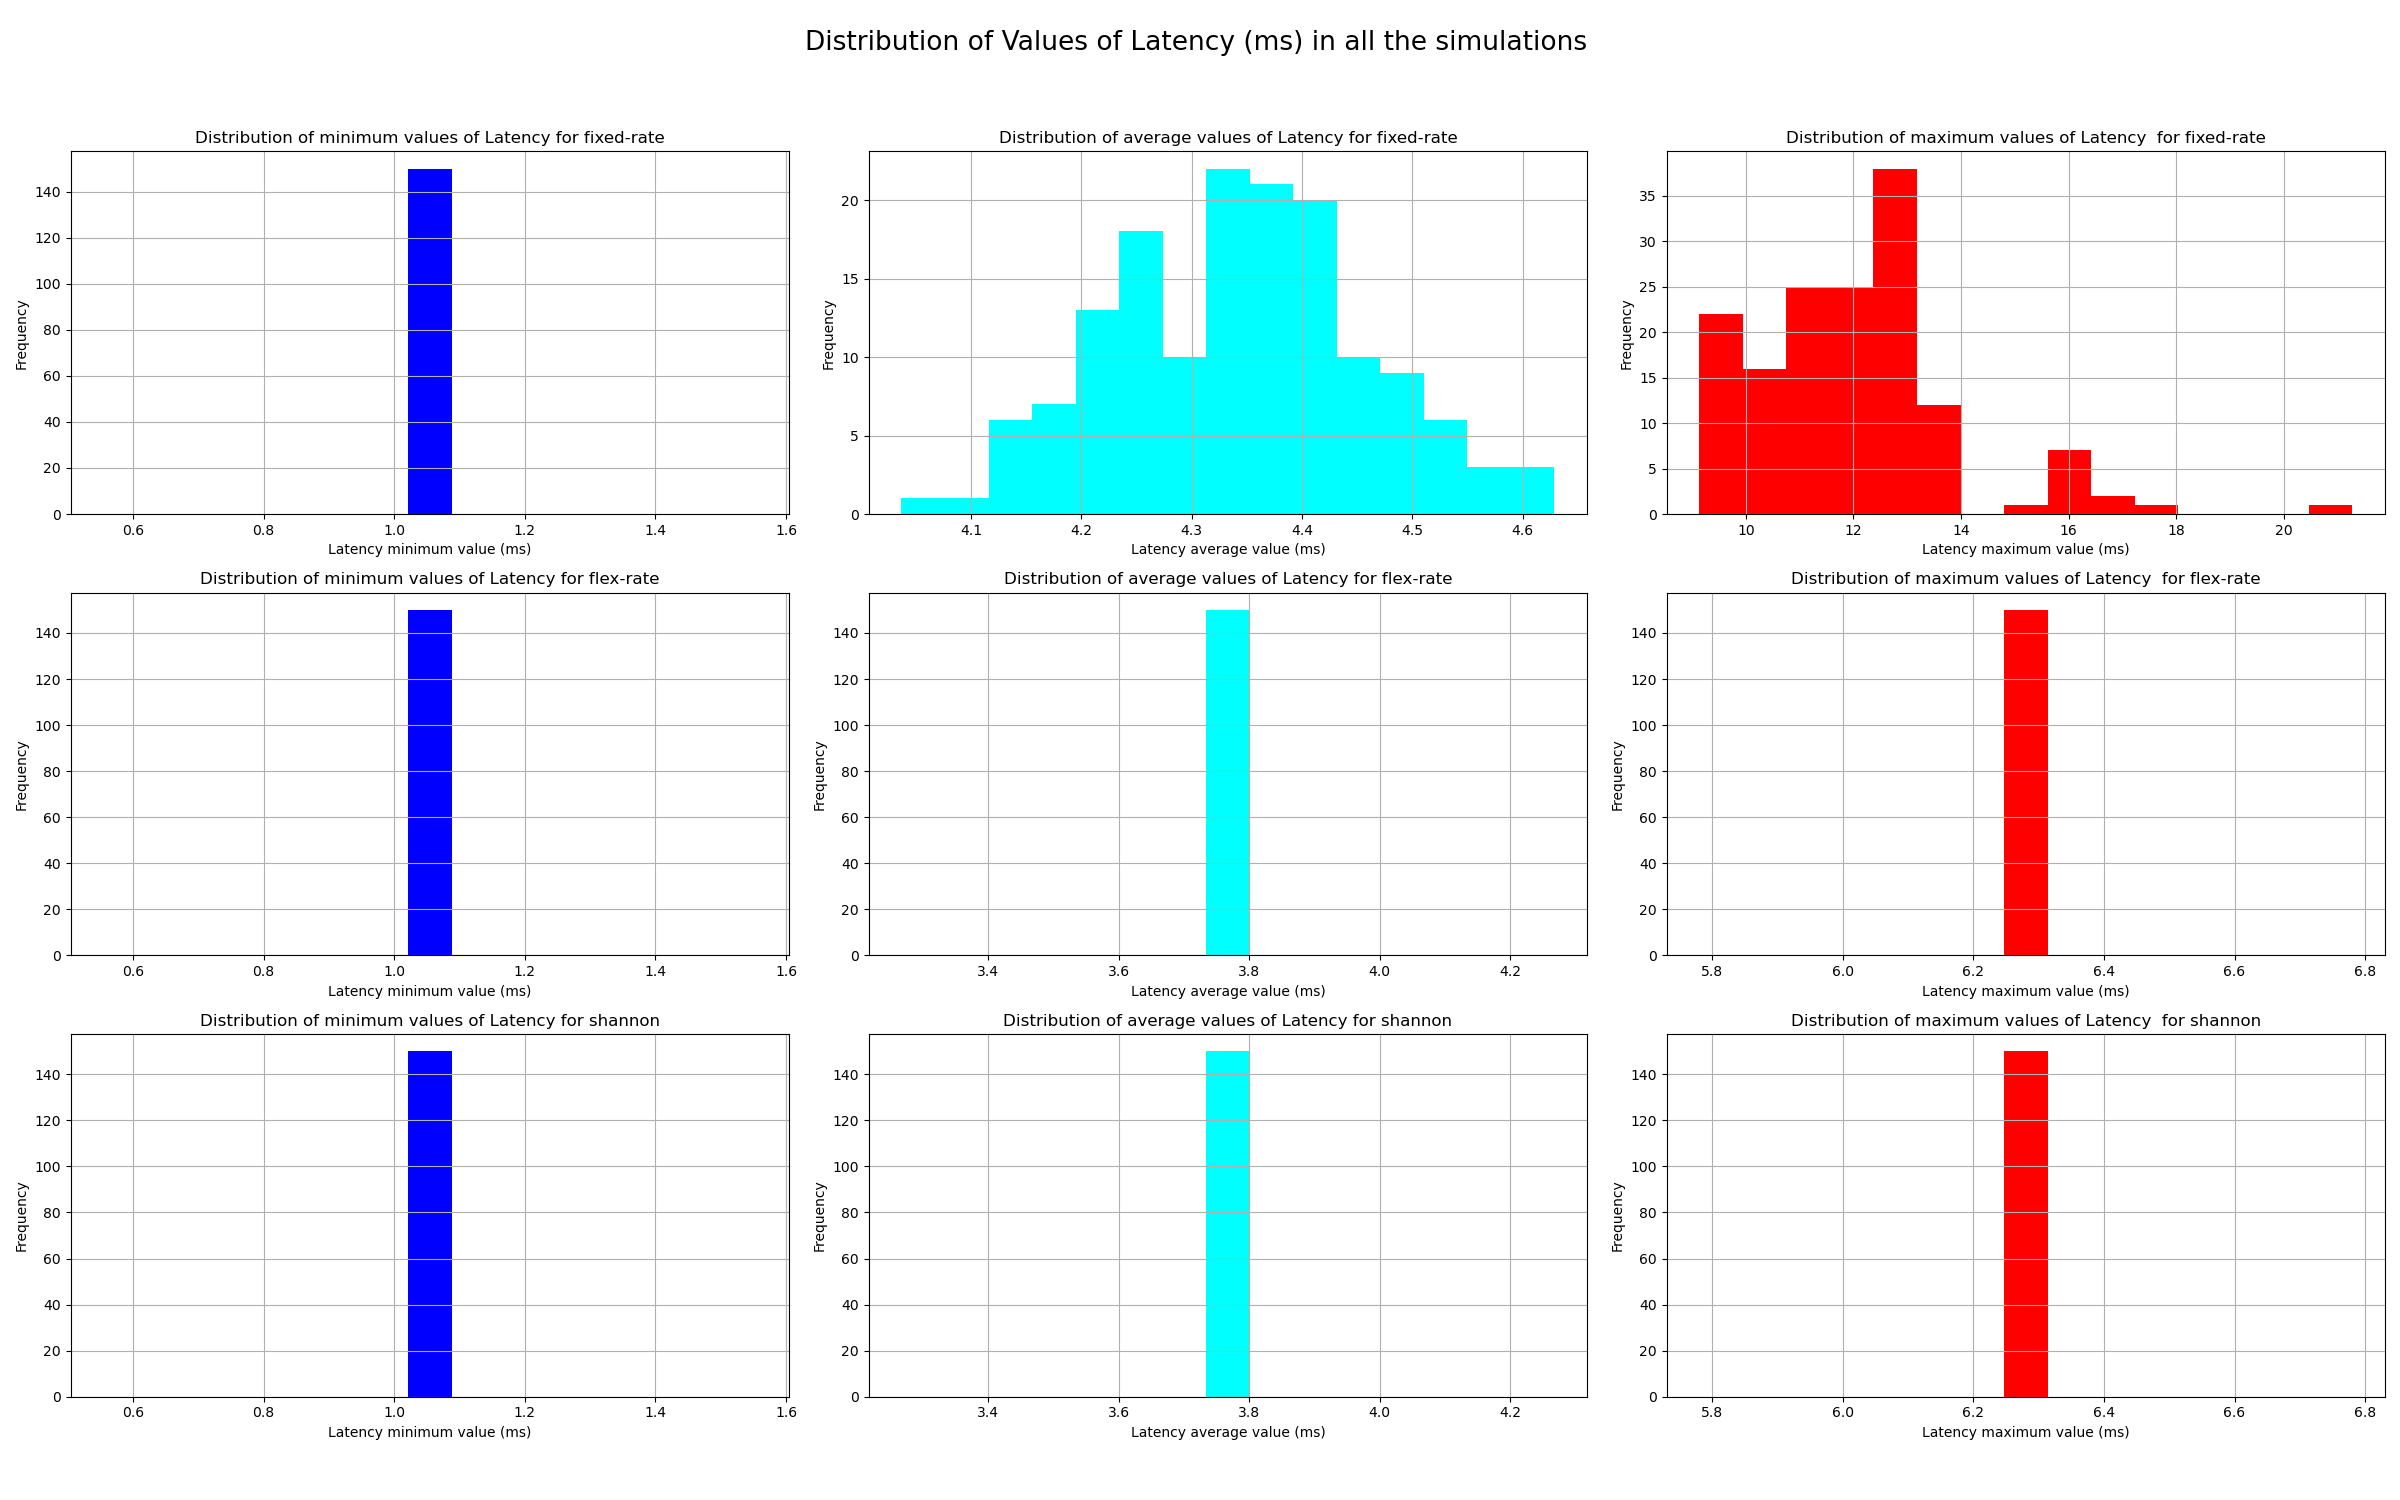 Distribution of Values of Latency (ms) in all the simulations
Distribution of minimum values of Latency for fixed-rate
Frequency
0
20
40
60
80
100
120
140
0.6 0.8 1.0 1.2 1.4 1.6
Latency minimum value (ms)
Distribution of average values of Latency for fixed-rate
Frequency
0
5
10
15
20
4.1 4.2 4.3 4.4 4.5 4.6
Latency average value (ms)
Distribution of maximum values of Latency  for fixed-rate
Frequency
0
5
10
15
20
25
30
35
10 12 14 16 18 20
Latency maximum value (ms)
Distribution of minimum values of Latency for flex-rate
Frequency
0
20
40
60
80
100
120
140
0.6 0.8 1.0 1.2 1.4 1.6
Latency minimum value (ms)
Distribution of average values of Latency for flex-rate
Frequency
0
20
40
60
80
100
120
140
3.4 3.6 3.8 4.0 4.2
Latency average value (ms)
Distribution of maximum values of Latency  for flex-rate
Frequency
0
20
40
60
80
100
120
140
5.8 6.0 6.2 6.4 6.6 6.8
Latency maximum value (ms)
Distribution of minimum values of Latency for shannon
Frequency
0
20
40
60
80
100
120
140
0.6 0.8 1.0 1.2 1.4 1.6
Latency minimum value (ms)
Distribution of average values of Latency for shannon
Frequency
0
20
40
60
80
100
120
140
3.4 3.6 3.8 4.0 4.2
Latency average value (ms)
Distribution of maximum values of Latency  for shannon
Frequency
0
20
40
60
80
100
120
140
5.8 6.0 6.2 6.4 6.6 6.8
Latency maximum value (ms)